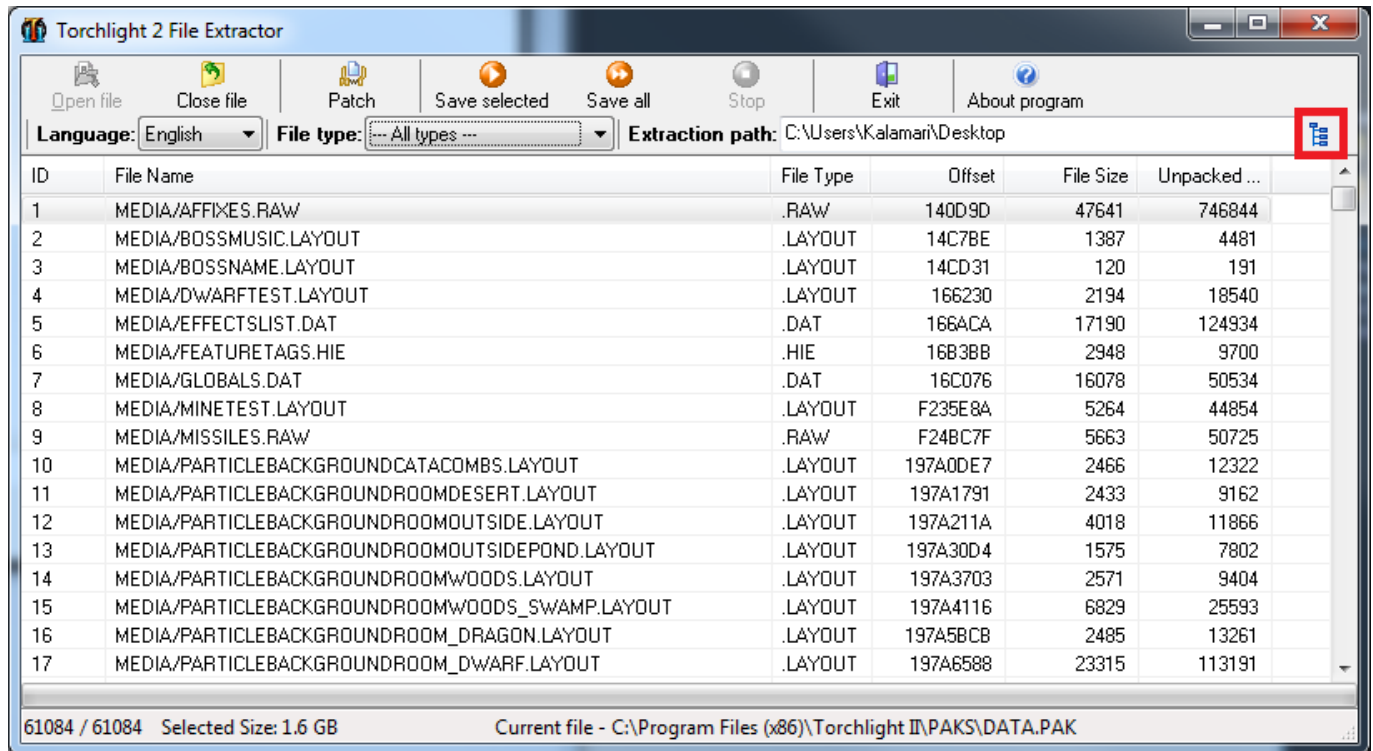 Torchlight 2 File Extractor
Open file Close file Patch Save selected Save all Stop Exit About program
Language: English File type: --- All types --- Extraction path: C:\Users\Kalamari\Desktop
ID File Name File Type Offset File Size Unpacked ...
1 MEDIA/AFFIXES.RAW .RAW 140D9D 47641 746844
2 MEDIA/BOSSMUSIC.LAYOUT .LAYOUT 14C7BE 1387 4481
3 MEDIA/BOSSNAME.LAYOUT .LAYOUT 14CD31 120 191
4 MEDIA/DWARFTEST.LAYOUT .LAYOUT 166230 2194 18540
5 MEDIA/EFFECTSLIST.DAT .DAT 166ACA 17190 124934
6 MEDIA/FEATURETAGS.HIE .HIE 16B3BB 2948 9700
7 MEDIA/GLOBALS.DAT .DAT 16C076 16078 50534
8 MEDIA/MINETEST.LAYOUT .LAYOUT F235E8A 5264 44854
9 MEDIA/MISSILES.RAW .RAW F24BC7F 5663 50725
10 MEDIA/PARTICLEBACKGROUNDCATACOMBS.LAYOUT .LAYOUT 197A0DE7 2466 12322
11 MEDIA/PARTICLEBACKGROUNDROOMDESERT.LAYOUT .LAYOUT 197A1791 2433 9162
12 MEDIA/PARTICLEBACKGROUNDROOMOUTSIDE.LAYOUT .LAYOUT 197A211A 4018 11866
13 MEDIA/PARTICLEBACKGROUNDROOMOUTSIDEPOND.LAYOUT .LAYOUT 197A30D4 1575 7802
14 MEDIA/PARTICLEBACKGROUNDROOMWOODS.LAYOUT .LAYOUT 197A3703 2571 9404
15 MEDIA/PARTICLEBACKGROUNDROOMWOODS_SWAMP.LAYOUT .LAYOUT 197A4116 6829 25593
16 MEDIA/PARTICLEBACKGROUNDROOM_DRAGON.LAYOUT .LAYOUT 197A5BCB 2485 13261
17 MEDIA/PARTICLEBACKGROUNDROOM_DWARF.LAYOUT .LAYOUT 197A6588 23315 113191
61084 / 61084 Selected Size: 1.6 GB Current file - C:\Program Files (x86)\Torchlight II\PAKS\DATA.PAK